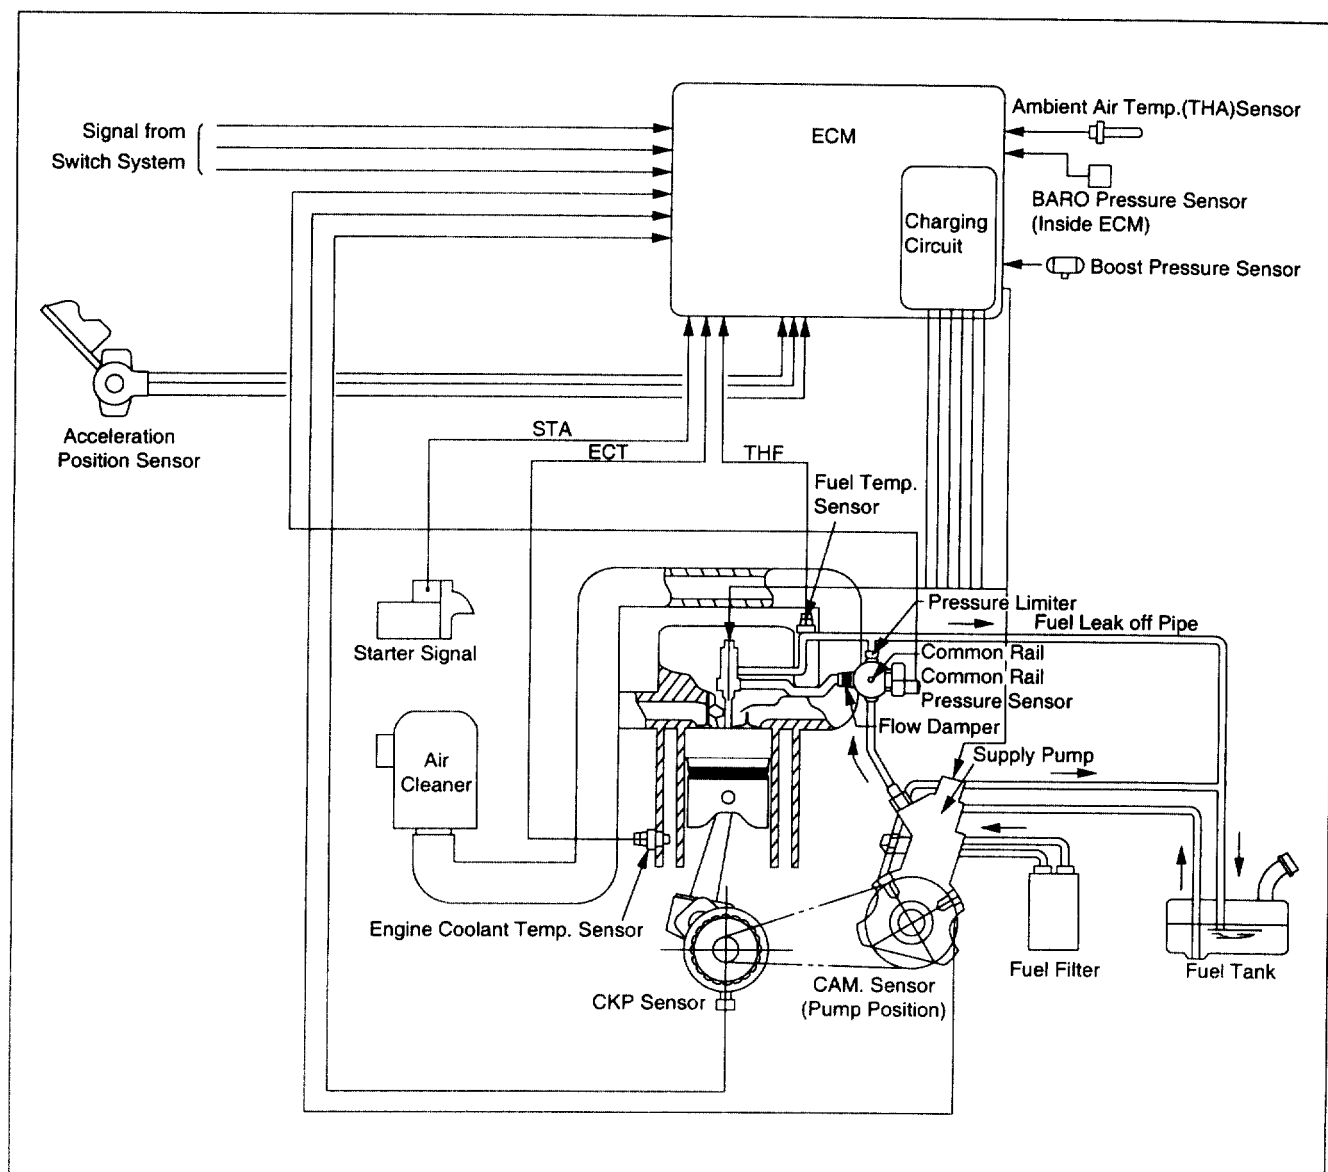 Ambient Air Temp.(THA)Sensor
Signal from
Switch System
ECM
BARO Pressure Sensor
(Inside ECM)
Charging
Circuit
Boost Pressure Sensor
Acceleration
Position Sensor
STA
ECT
THF
Fuel Temp.
Sensor
Starter Signal
Pressure Limiter
Fuel Leak off Pipe
Common Rail
Common Rail
Pressure Sensor
Flow Damper
Air
Cleaner
Supply Pump
Engine Coolant Temp. Sensor
CKP Sensor
CAM. Sensor
(Pump Position)
Fuel Filter
Fuel Tank